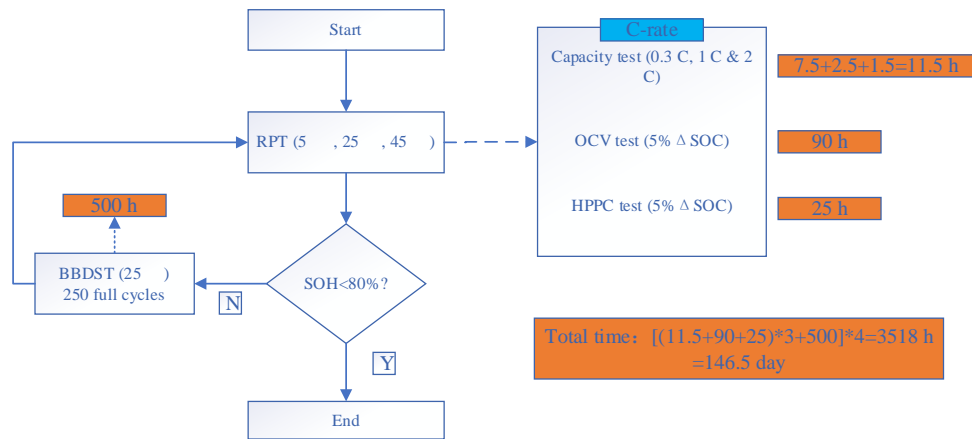 Start
RPT (5 , 25 , 45 )
500 h
BBDST (25 )
250 full cycles
N
SOH<80%?
Y
End
C-rate
Capacity test (0.3 C, 1 C & 2
C)
7.5+2.5+1.5=11.5 h
OCV test (5% Δ SOC)
90 h
HPPC test (5% Δ SOC)
25 h
Total time：[(11.5+90+25)*3+500]*4=3518 h
=146.5 day